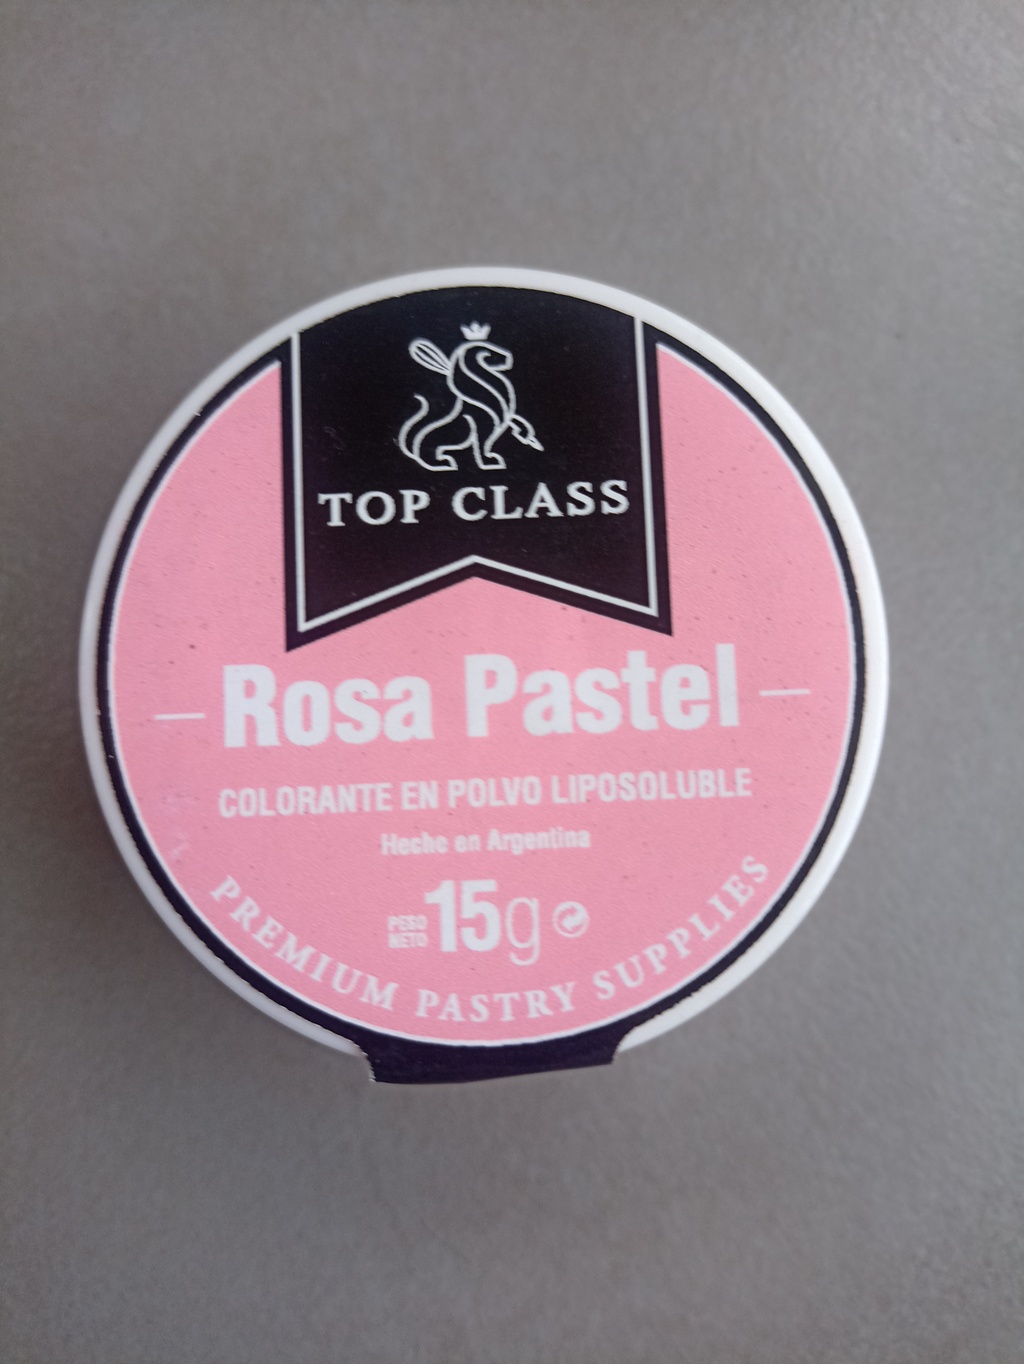 TOP CLASS
Rosa Pastel
COLORANTE EN POLVO LIPOSOLUBLE
Hecho en Argentina
PESO NETO 15g
PREMIUM PASTRY SUPPLIES